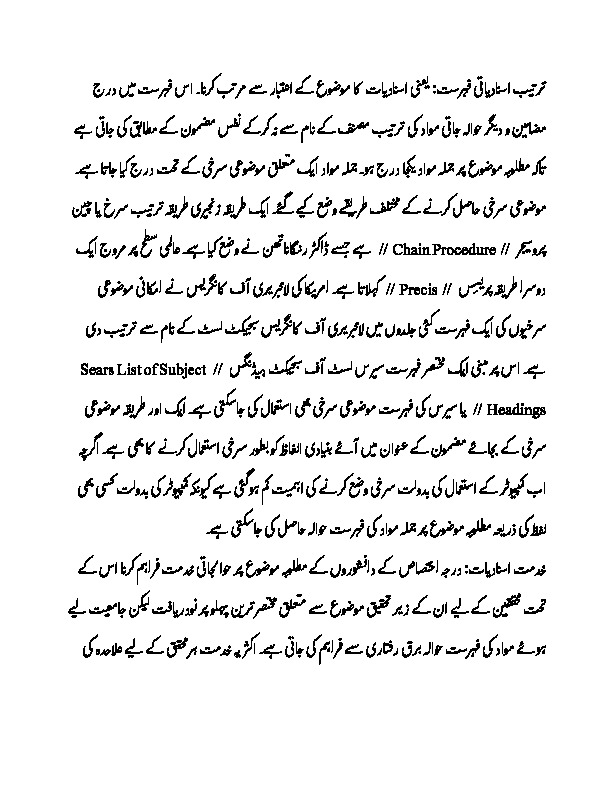 ترتیب اسنادیاتی فہرست: یعنی اسنادیات کا موضوع کے اعتبار سے مرتب کرنا۔ اس فہرست میں درج
مضامین و دیگر حوالہ جاتی مواد کی ترتیب مصنف کے نام سے نہ کرکے نفس مضمون کے مطابق کی جاتی ہے
تاکہ مطلوبہ موضوع پر جملہ مواد یکجا درج ہو۔ جملہ مواد ایک متعلق موضوعی سرخی کے تحت درج کیا جاتا ہے۔
موضوعی سرخی حاصل کرنے کے مختلف طریقے وضع کیے گئے۔ ایک طریقہ زنجیری طریقہ ترتیب سرخ یا چین
پروسیجر // Chain Procedure // ہے جسے ڈاکٹر رنگاناتھن نے وضع کیا ہے۔ عالمی سطح پر مروج ایک
دوسرا طریقہ پریسس // Precis // کہلاتا ہے۔ امریکا کی لائبریری آف کانگریس نے امکانی موضوعی
سرخیوں کی ایک فہرست کئی جلدوں میں لائبریری آف کانگریس سبجیکٹ لسٹ کے نام سے ترتیب دی
ہے۔ اس پر مبنی ایک مختصر فہرست سیرس لسٹ آف سبجیکٹ ہیڈنگس // Sears List of Subject
Headings // یا سیرس کی فہرست موضوعی سرخی بھی استعمال کی جاسکتی ہے۔ ایک اور طریقہ موضوعی
سرخی کے بجائے مضمون کے عنوان میں آئے بنیادی الفاظ کو بطور سرخی استعمال کرنے کا بھی ہے۔ اگرچہ
اب کمپیوٹر کے استعمال کی بدولت سرخی وضع کرنے کی اہمیت کم ہوگئی ہے کیونکہ کمپیوٹر کی بدولت کسی بھی
لفظ کی ذریعہ مطلوبہ موضوع پر جملہ مواد کی فہرست حوالہ حاصل کی جاسکتی ہے۔
خدمت اسنادیات: درجہ اختصاص کے دانشوروں کے مطلوبہ موضوع پر حوالجاتی خدمت فراہم کرنا اس کے
تحت محققین کے لیے ان کے زیر تحقیق موضوع سے متعلق مختصر ترین پہلو پر نودریافت لیکن جامعیت لیے
ہوئے مواد کی فہرست حوالہ برق رفتاری سے فراہم کی جاتی ہے۔ اکثر یہ خدمت ہر محقق کے لیے علاحدہ کی